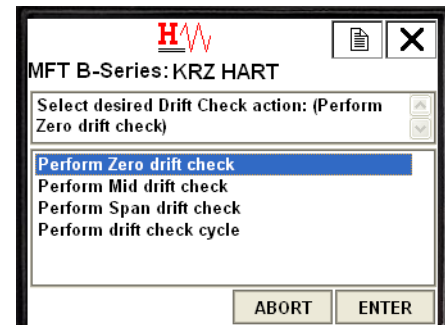 H
MFT B-Series: KRZ HART
Select desired Drift Check action: (Perform
Zero drift check)
Perform Zero drift check
Perform Mid drift check
Perform Span drift check
Perform drift check cycle
ABORT
ENTER